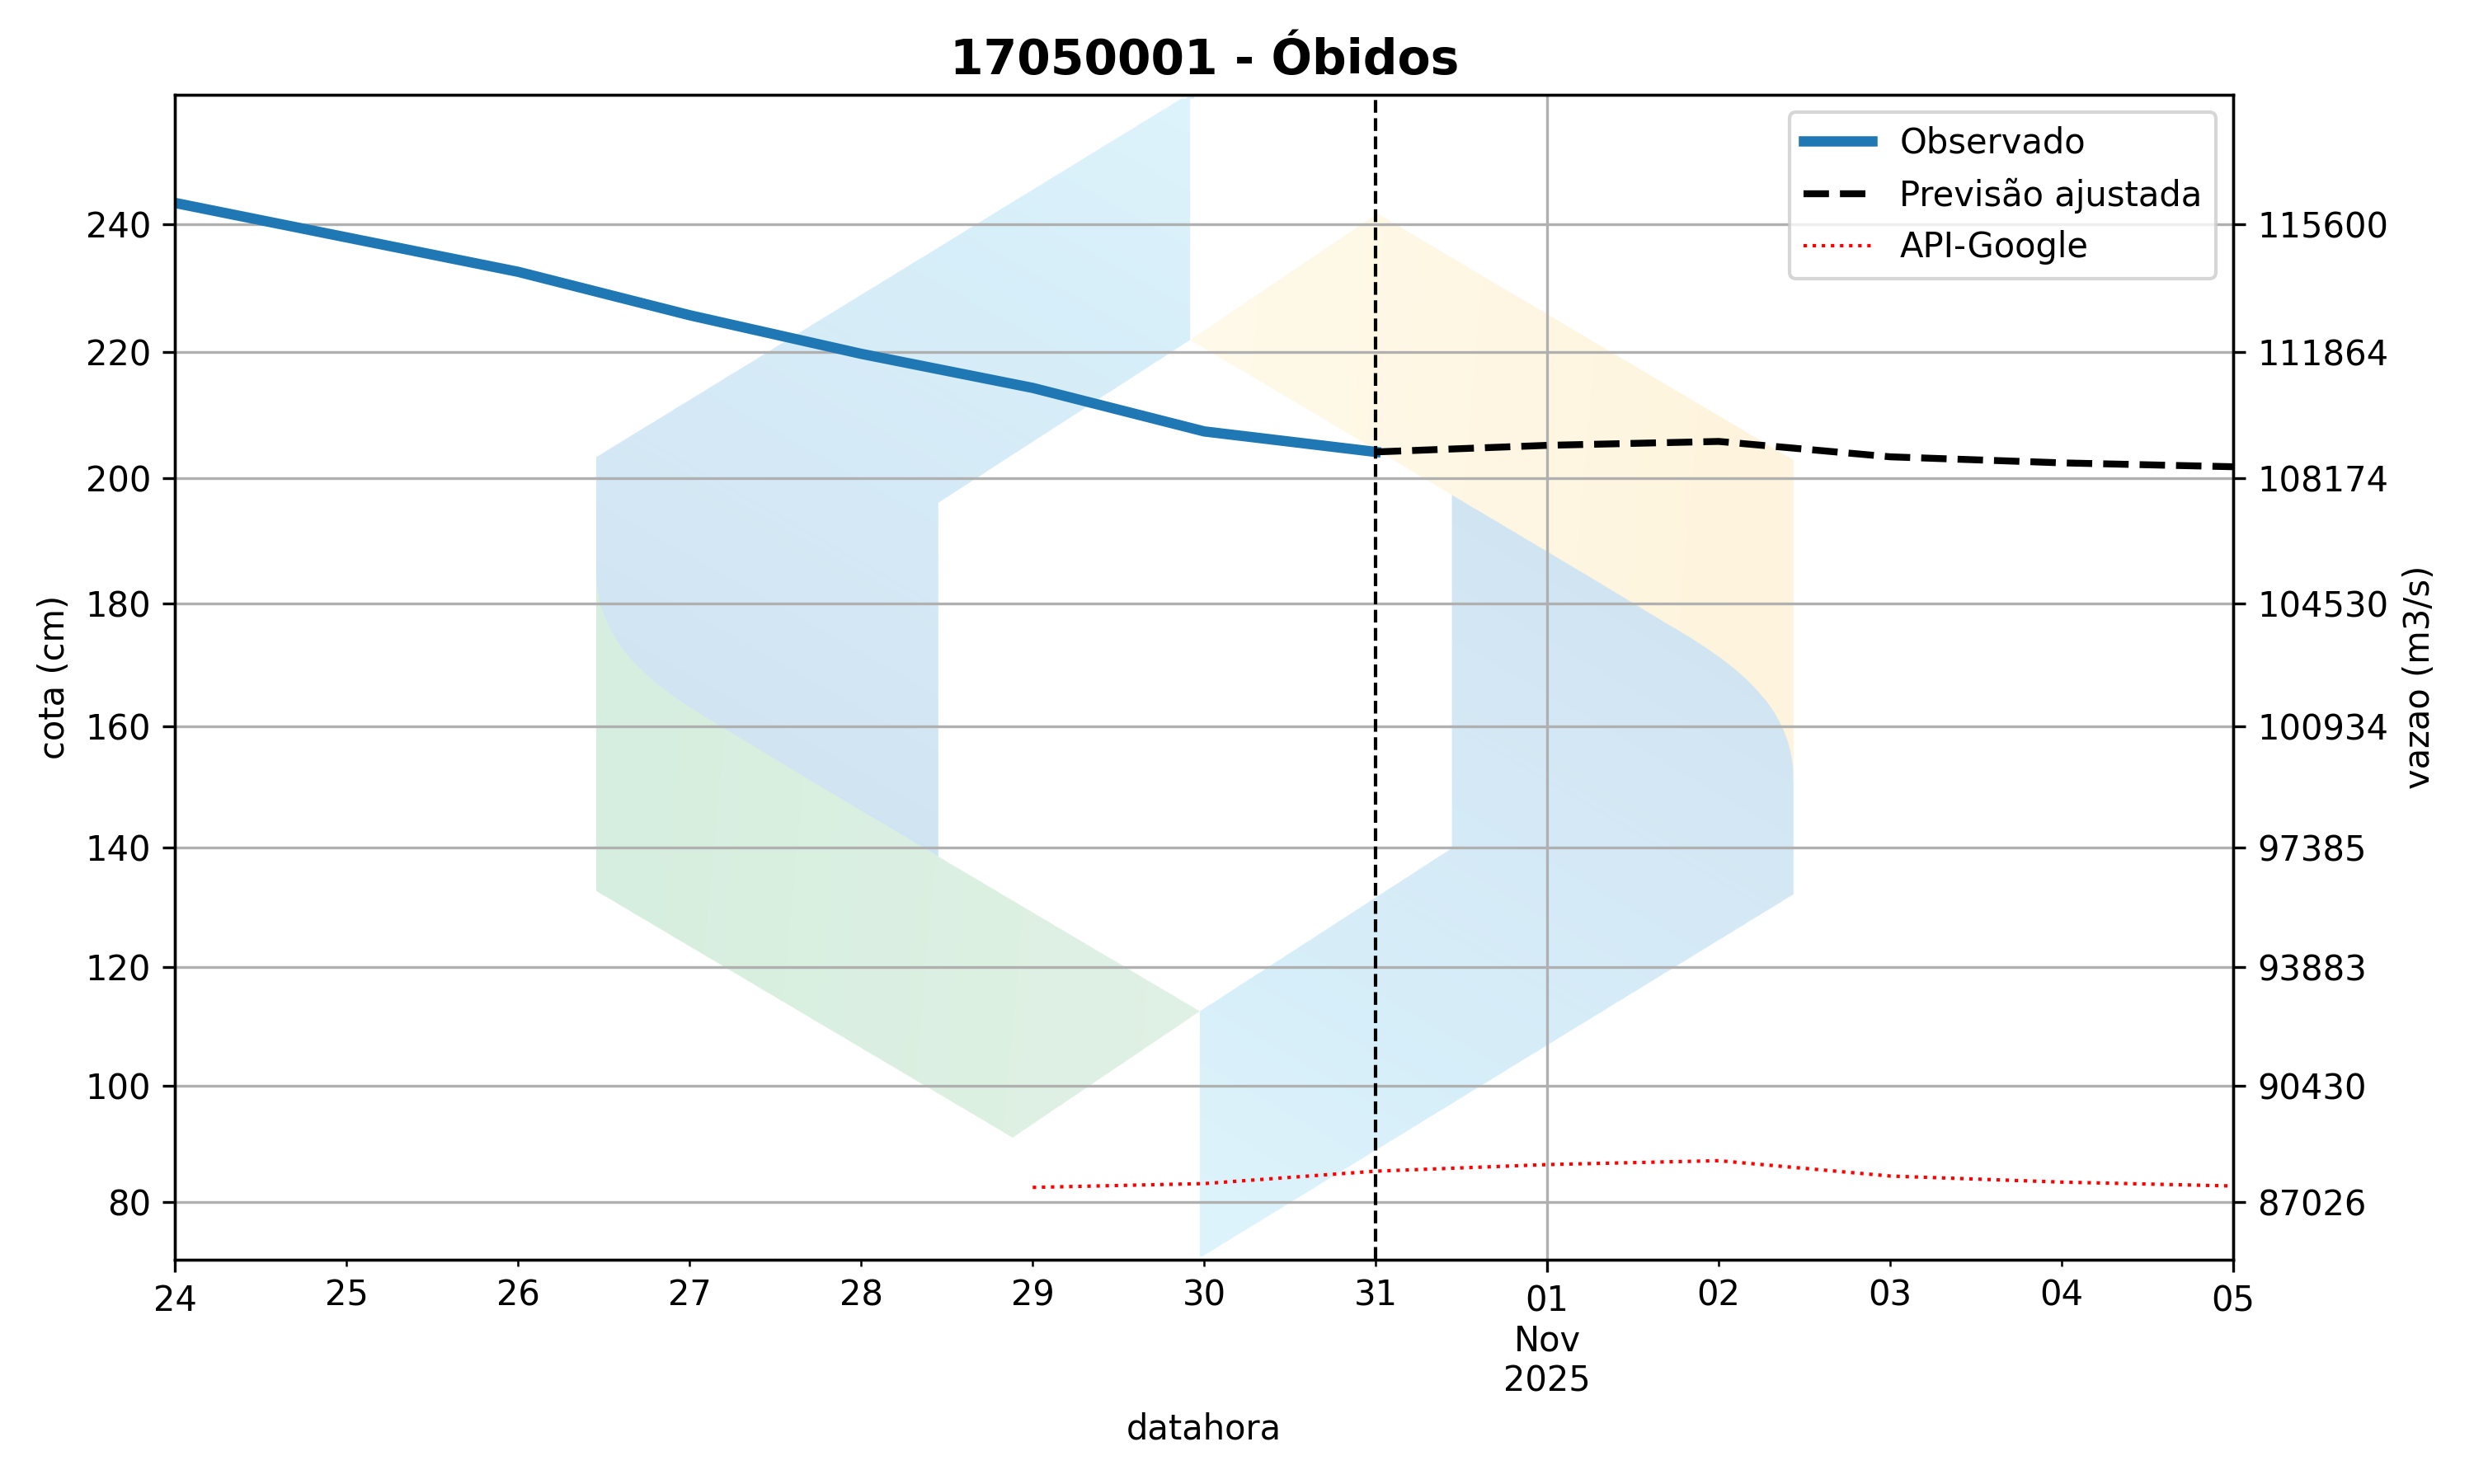 17050001 - Óbidos
Observado
Previsão ajustada
API-Google
240
220
200
180
160
140
120
100
80
cota (cm)
115600
111864
108174
104530
100934
97385
93883
90430
87026
vazao (m3/s)
24 25 26 27 28 29 30 31 01 02 03 04 05
Nov
2025
datahora